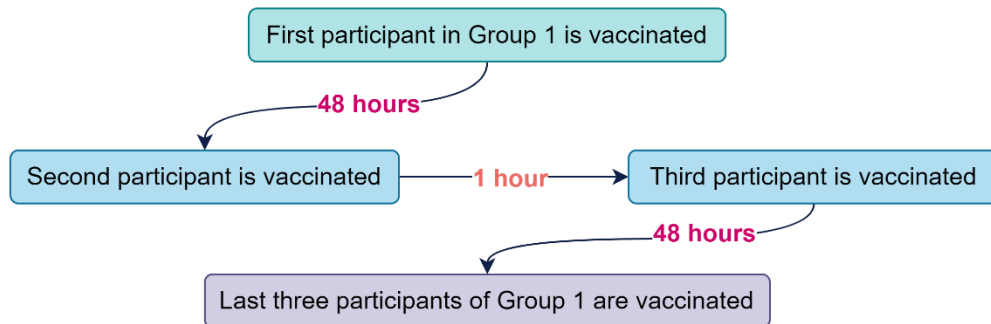 First participant in Group 1 is vaccinated
48 hours
Second participant is vaccinated
1 hour
Third participant is vaccinated
48 hours
Last three participants of Group 1 are vaccinated